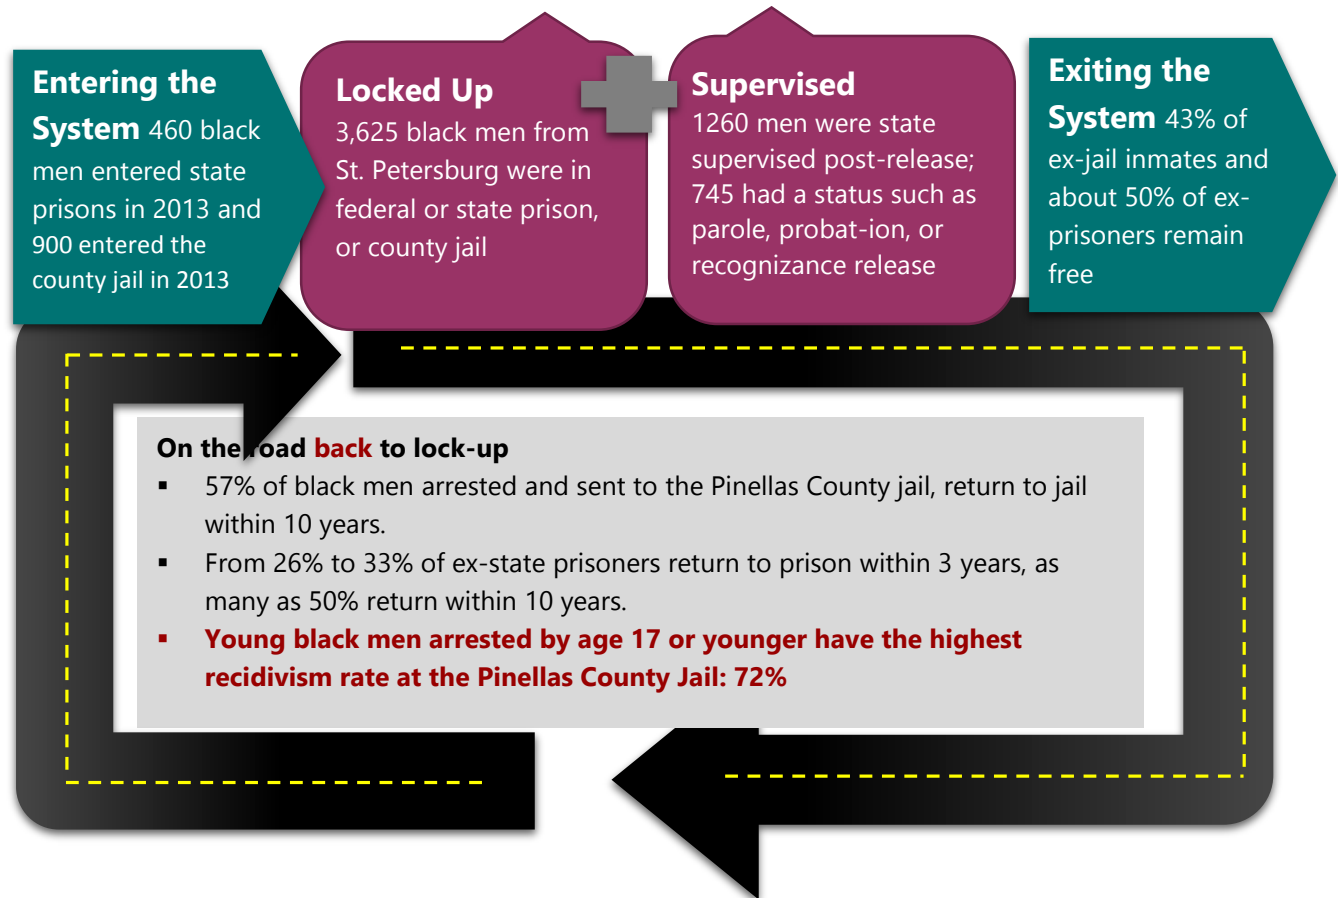 Entering the
System 460 black
men entered state
prisons in 2013 and
900 entered the
county jail in 2013
Locked Up
3,625 black men from
St. Petersburg were in
federal or state prison,
or county jail
Supervised
1260 men were state
supervised post-release;
745 had a status such as
parole, probat-ion, or
recognizance release
Exiting the
System 43% of
ex-jail inmates and
about 50% of ex-
prisoners remain
free
On the road back to lock-up
▪ 57% of black men arrested and sent to the Pinellas County jail, return to jail
within 10 years.
▪ From 26% to 33% of ex-state prisoners return to prison within 3 years, as
many as 50% return within 10 years.
▪ Young black men arrested by age 17 or younger have the highest
recidivism rate at the Pinellas County Jail: 72%